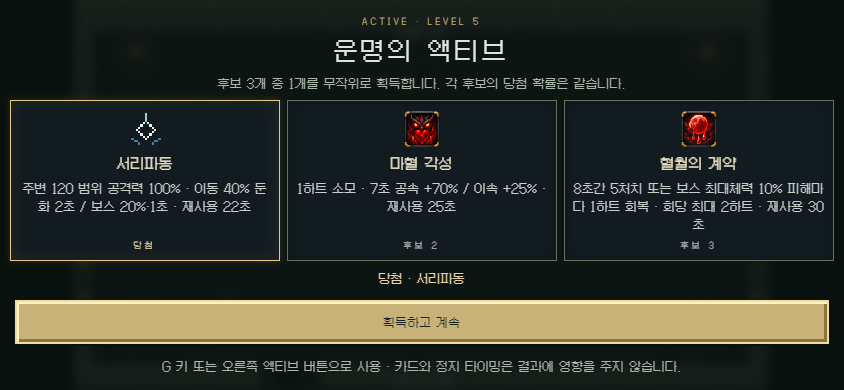 ACTIVE · LEVEL 5
운명의 액티브
후보 3개 중 1개를 무작위로 획득합니다. 각 후보의 당첨 확률은 같습니다.
서리파동
주변 120 범위 공격력 100% · 이동 40% 둔
화 2초 / 보스 20%·1초 · 재사용 22초
당첨
마혈 각성
1하트 소모 · 7초 공속 +70% / 이속 +25% ·
재사용 25초
후보 2
혈월의 계약
8초간 5처치 또는 보스 최대체력 10% 피해마
다 1하트 회복 · 회당 최대 2하트 · 재사용 30
초
후보 3
당첨 · 서리파동
획득하고 계속
G 키 또는 오른쪽 액티브 버튼으로 사용 · 카드와 정지 타이밍은 결과에 영향을 주지 않습니다.